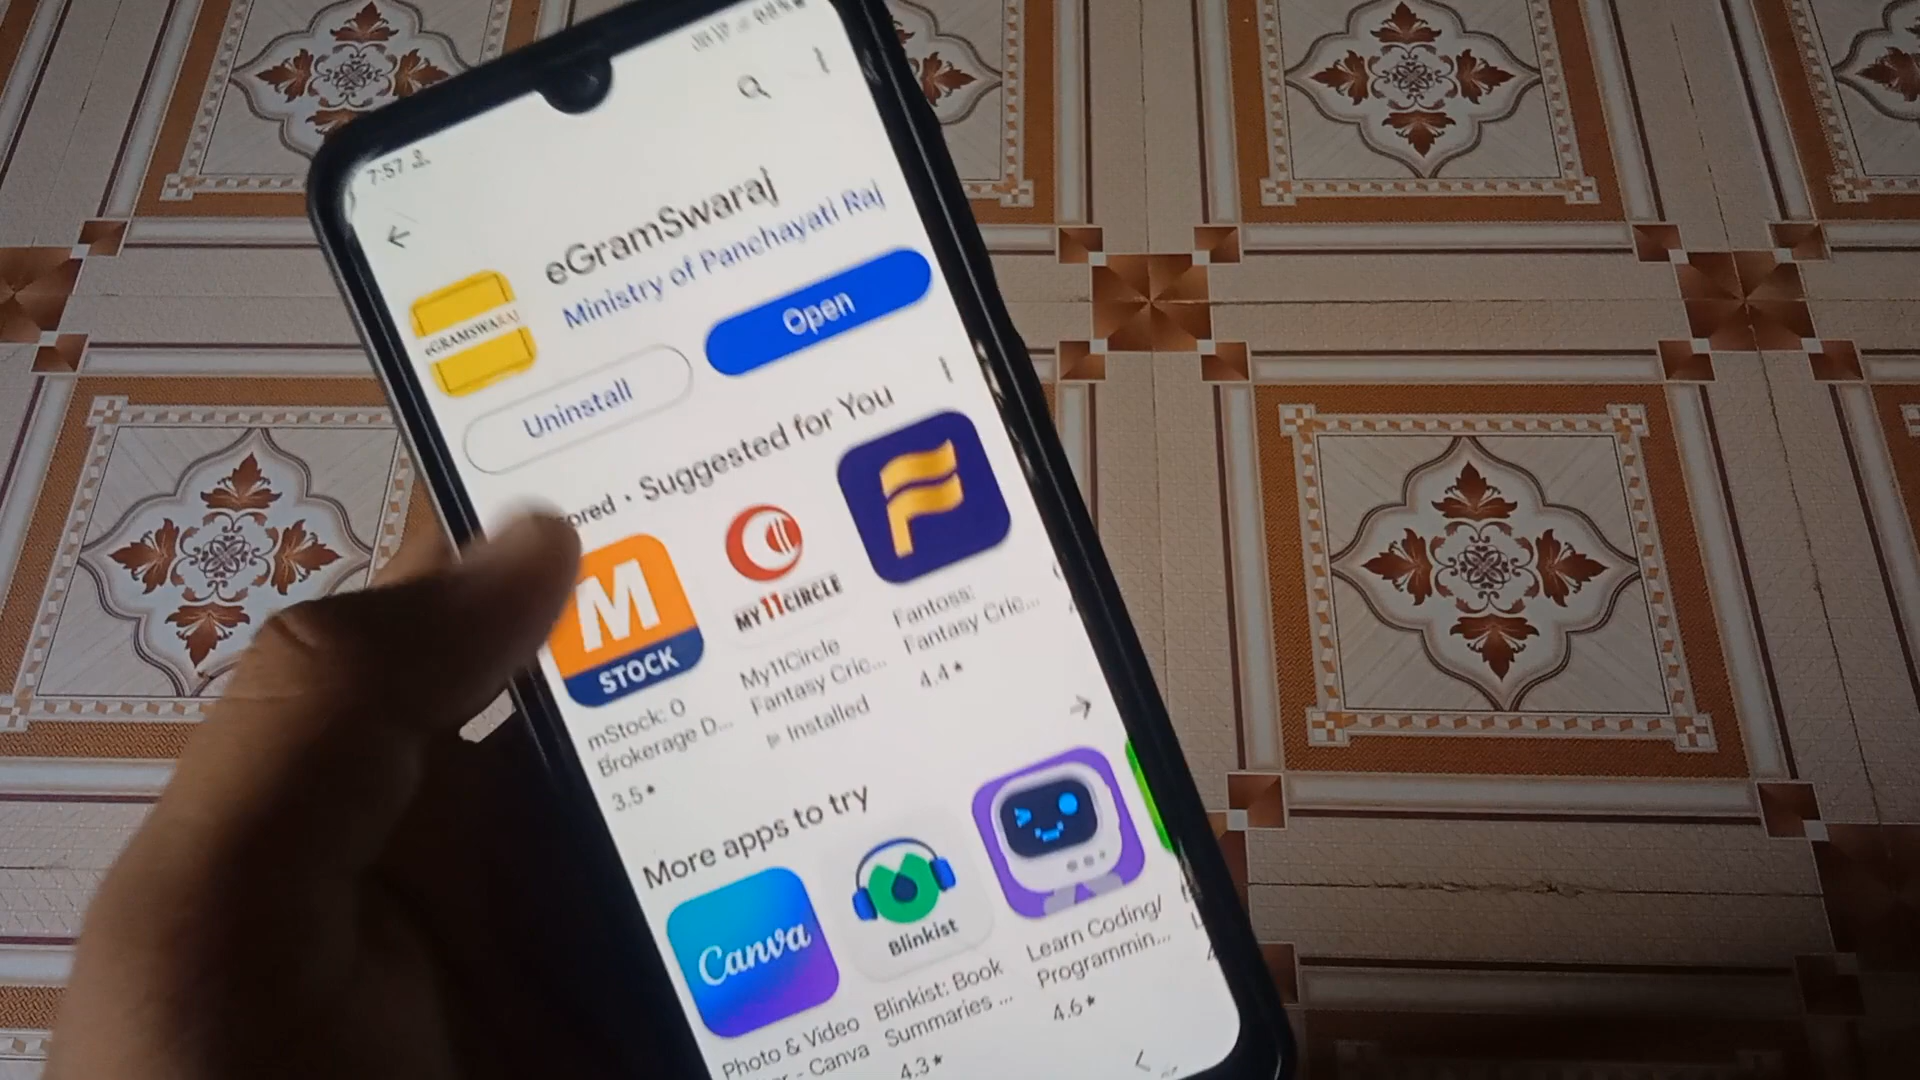 7:57
eGramSwaraj
Ministry of Panchayati Raj
eGRAMSWARAJ
Uninstall
Open
ored · Suggested for You
M
STOCK
MY11CIRCLE
F
mStock: 0
Brokerage D...
3.5★
My11Circle
Fantasy Cric...
Installed
Fantoss:
Fantasy Cric...
4.4★
More apps to try
Canva
Blinkist
Photo & Video
- Canva
Blinkist: Book
Summaries ...
4.3★
Learn Coding/
Programmin...
4.6★